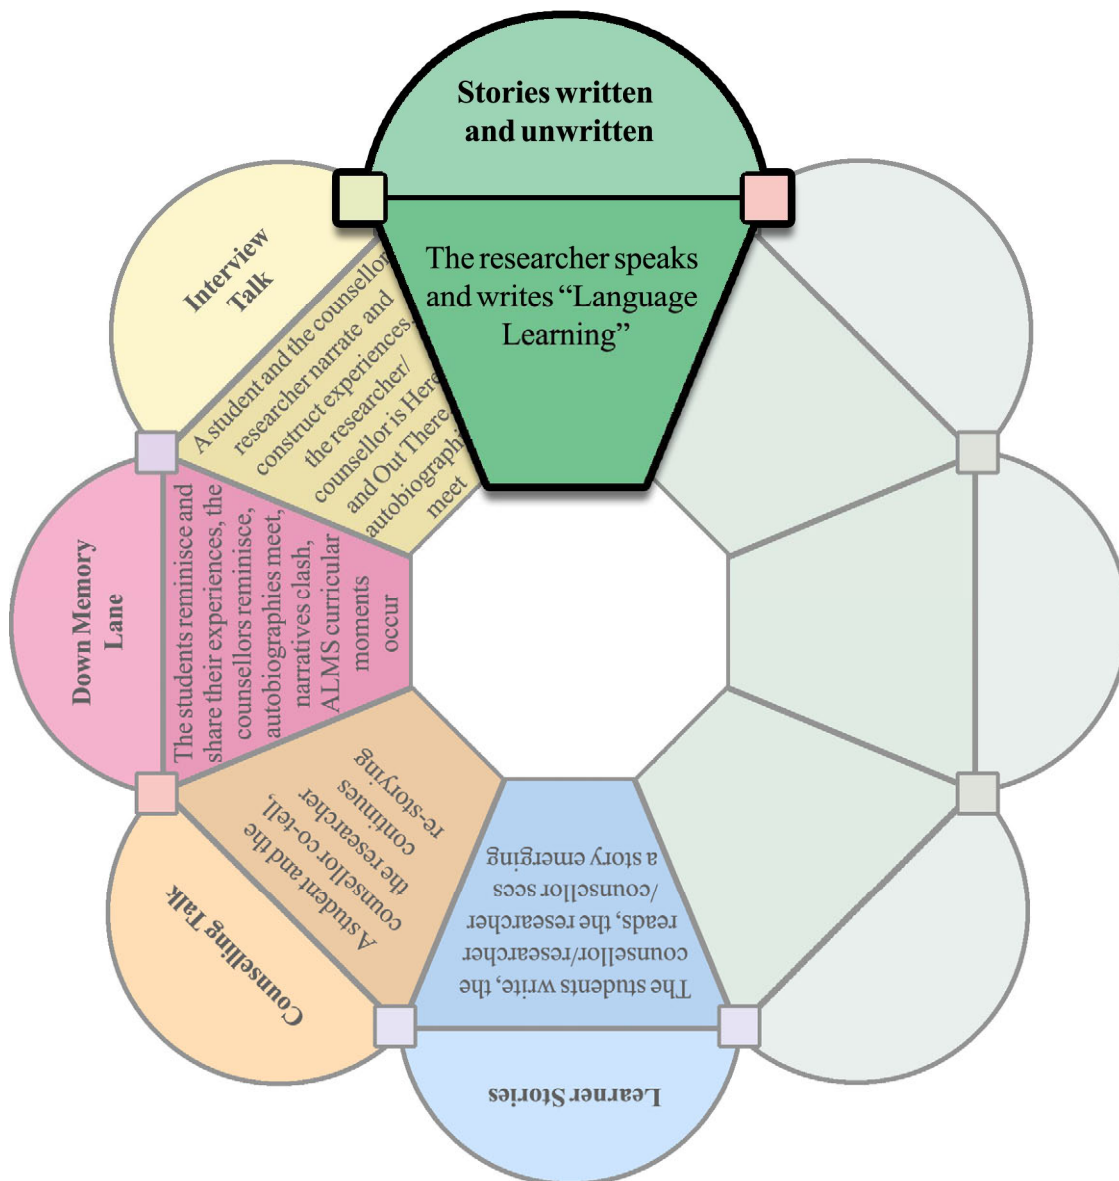 Stories written
and unwritten
The researcher speaks
and writes “Language
Learning”
Interview
Talk
A student and the counsellor
researcher narrate and
construct experiences,
the researcher/
counsellor is Here
and Out There
autobiographi
meet
Down Memory
Lane
The students reminisce and
share their experiences, the
counsellors reminisce,
autobiographies meet,
narratives clash,
ALMS curricular
moments
occur
Counselling Talk
A student and the
counsellor co-tell,
the researcher
continues
re-storying
Learner Stories
The students write, the
counsellor/researcher
reads, the researcher
/counsellor sees
a story emerging